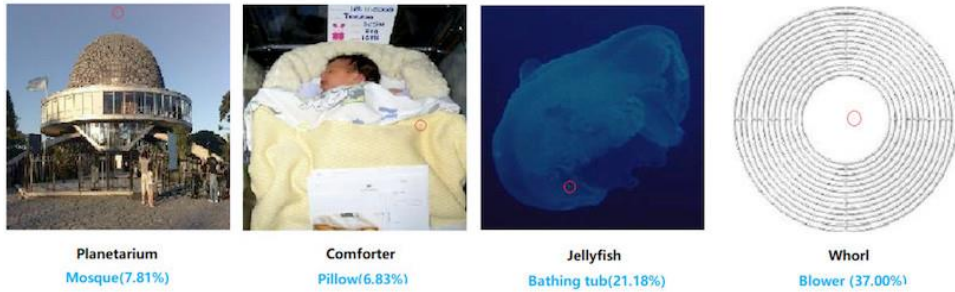 Planetarium
Mosque(7.81%)
Comforter
Pillow(6.83%)
Jellyfish
Bathing tub(21.18%)
Whorl
Blower (37.00%)